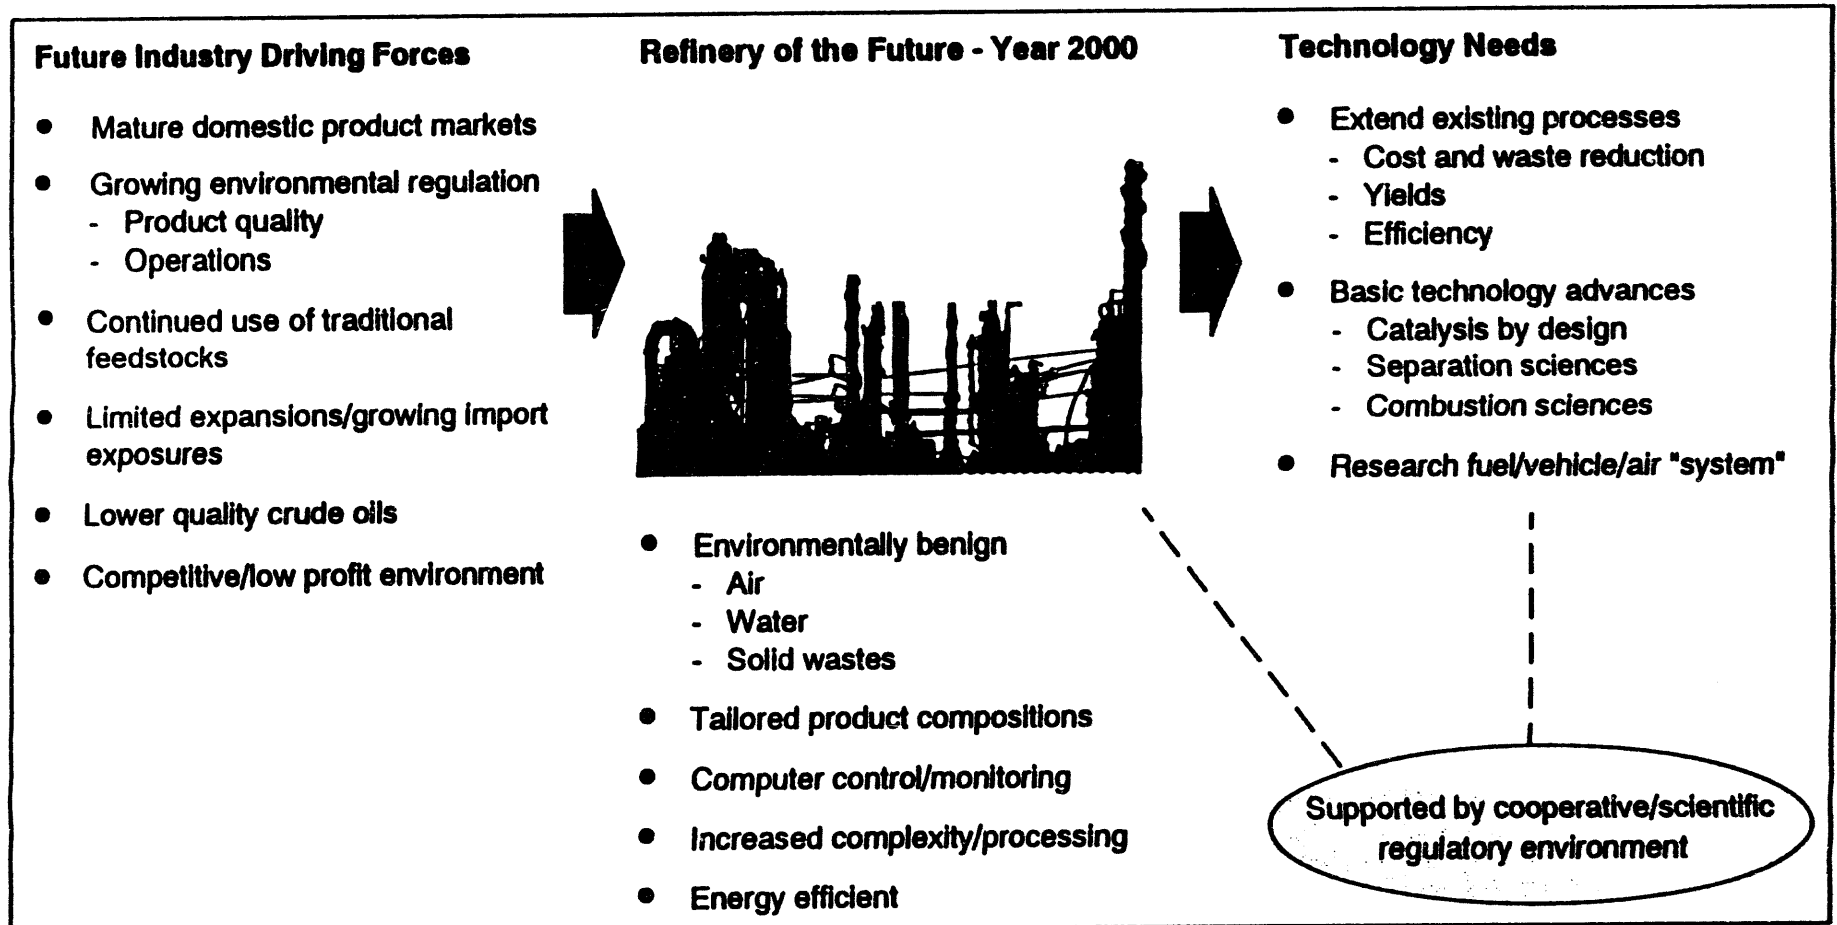 Future Industry Driving Forces
● Mature domestic product markets
● Growing environmental regulation
- Product quality
- Operations
● Continued use of traditional
feedstocks
● Limited expansions/growing import
exposures
● Lower quality crude oils
● Competitive/low profit environment
Refinery of the Future - Year 2000
● Environmentally benign
- Air
- Water
- Solid wastes
● Tailored product compositions
● Computer control/monitoring
● Increased complexity/processing
● Energy efficient
Technology Needs
● Extend existing processes
- Cost and waste reduction
- Yields
- Efficiency
● Basic technology advances
- Catalysis by design
- Separation sciences
- Combustion sciences
● Research fuel/vehicle/air "system"
Supported by cooperative/scientific
regulatory environment